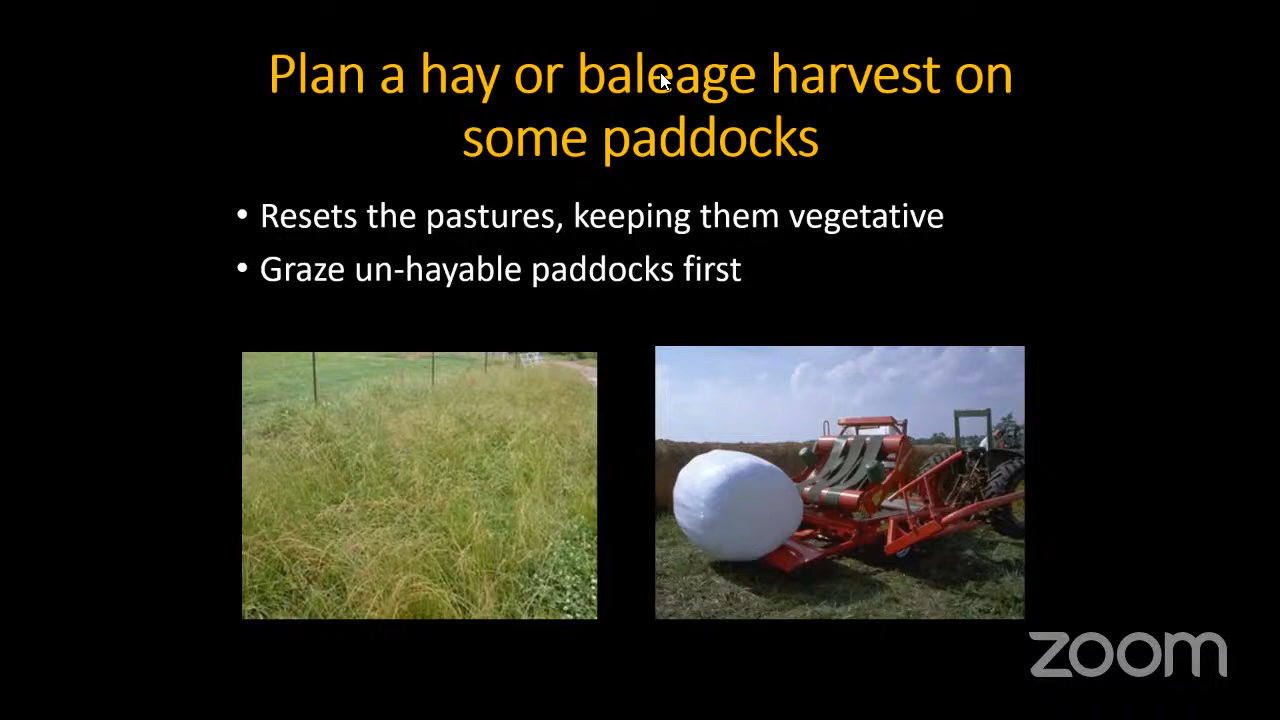 Plan a hay or baleage harvest on
some paddocks
• Resets the pastures, keeping them vegetative
• Graze un-hayable paddocks first
zoom